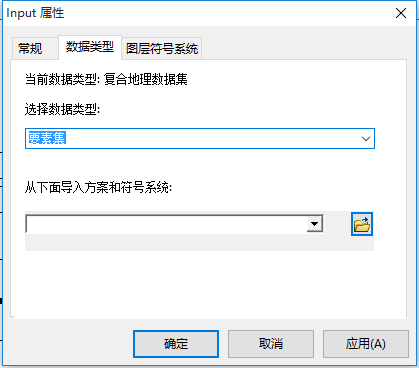 Input 属性
常规 数据类型 图层符号系统
当前数据类型: 复合地理数据集
选择数据类型:
要素集
从下面导入方案和符号系统:
确定 取消 应用(A)